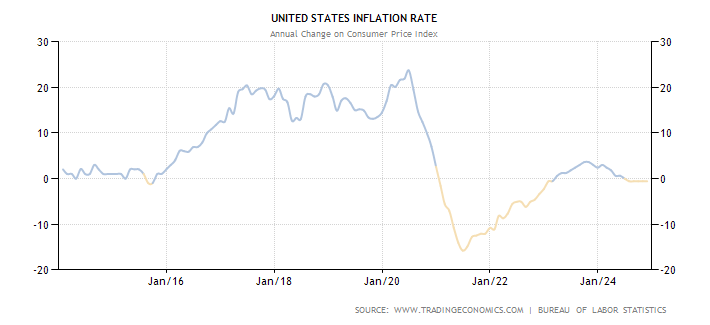 UNITED STATES INFLATION RATE
Annual Change on Consumer Price Index
30 30
20 20
10 10
0 0
-10 -10
-20 -20
Jan/16 Jan/18 Jan/20 Jan/22 Jan/24
SOURCE: WWW.TRADINGECONOMICS.COM | BUREAU OF LABOR STATISTICS